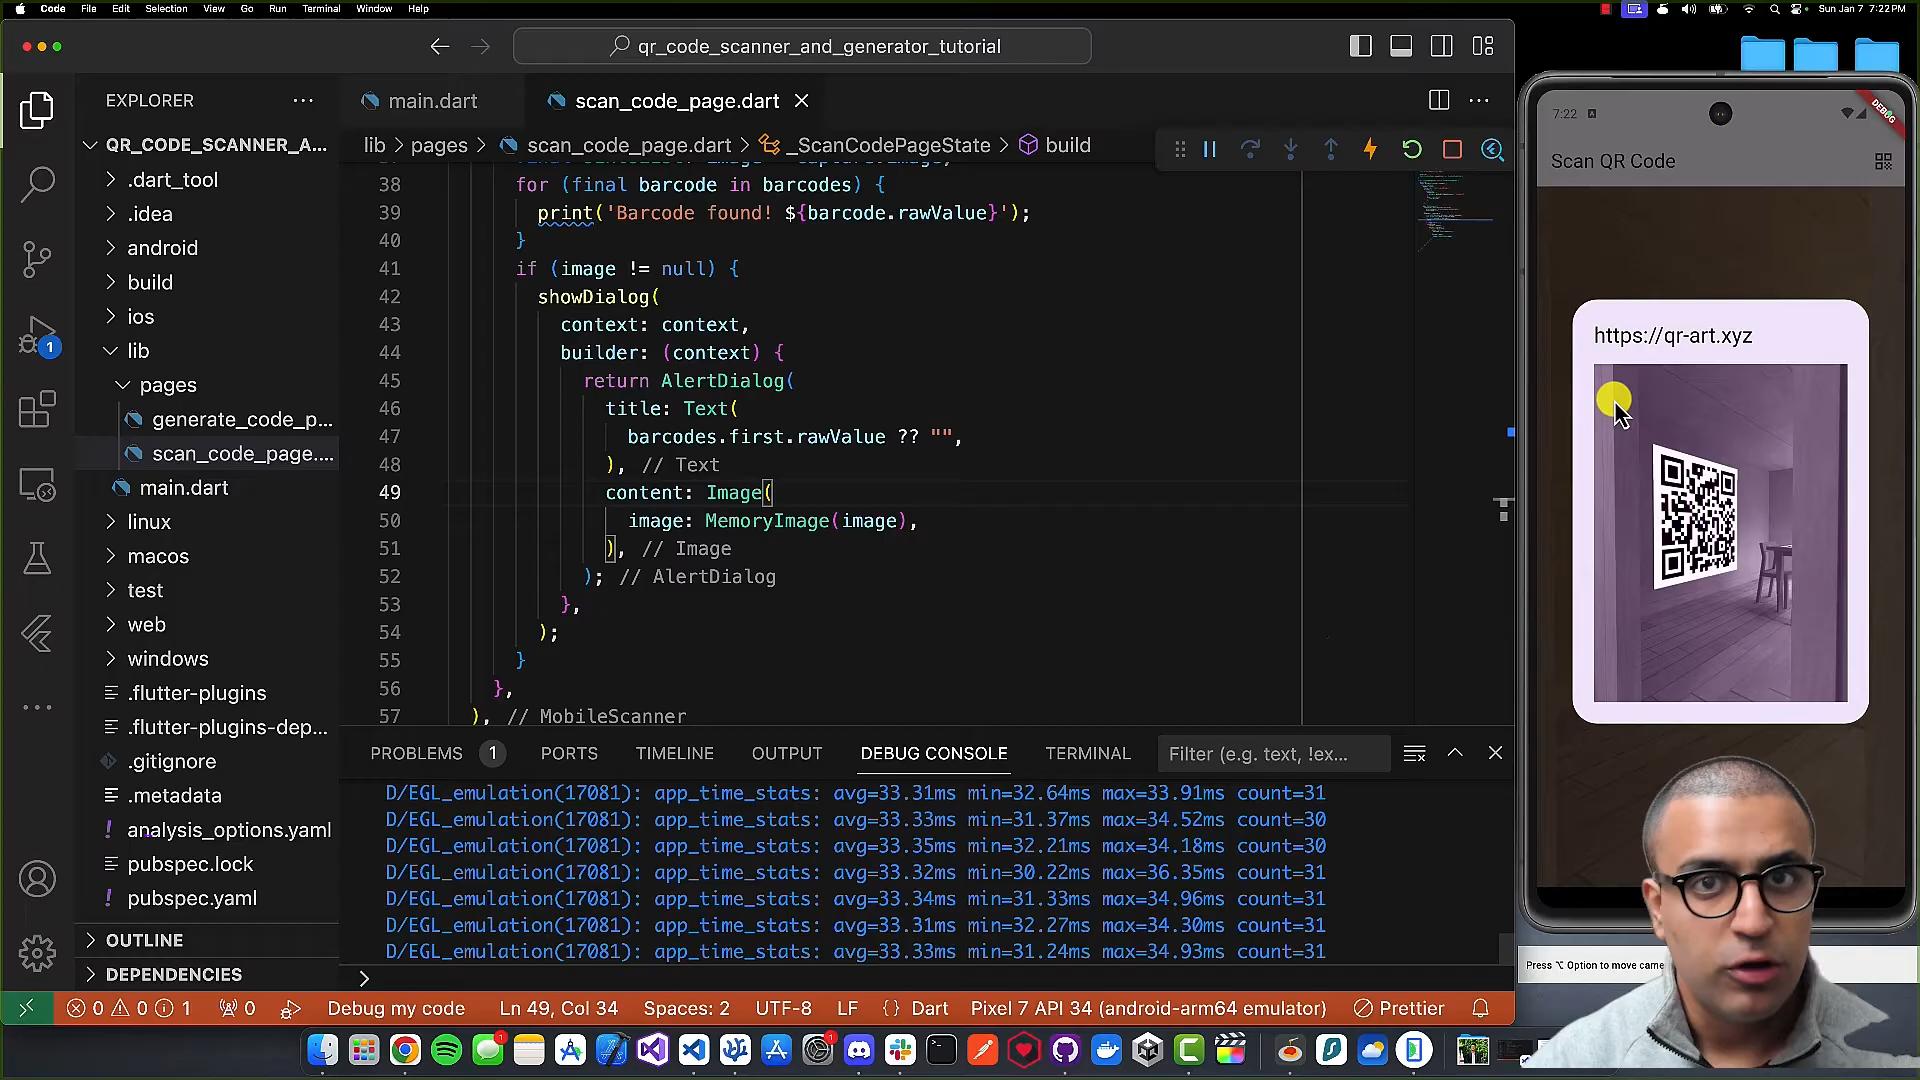 Code File Edit Selection View Go Run Terminal Window Help
Sun Jan 7 7:22 PM
qr_code_scanner_and_generator_tutorial
EXPLORER
QR_CODE_SCANNER_A...
.dart_tool
.idea
android
build
ios
lib
pages
generate_code_p...
scan_code_page....
main.dart
linux
macos
test
web
windows
.flutter-plugins
.flutter-plugins-dep...
.gitignore
.metadata
! analysis_options.yaml
pubspec.lock
! pubspec.yaml
OUTLINE
DEPENDENCIES
1
main.dart
scan_code_page.dart
lib > pages > scan_code_page.dart > _ScanCodePageState > build
38 for (final barcode in barcodes) {
39 print('Barcode found! ${barcode.rawValue}');
40 }
41 if (image != null) {
42 showDialog(
43 context: context,
44 builder: (context) {
45 return AlertDialog(
46 title: Text(
47 barcodes.first.rawValue ?? "",
48 ), // Text
49 content: Image(
50 image: MemoryImage(image),
51 ), // Image
52 ); // AlertDialog
53 },
54 );
55 }
56 },
57 ), // MobileScanner
PROBLEMS 1 PORTS TIMELINE OUTPUT DEBUG CONSOLE TERMINAL Filter (e.g. text, !ex...
D/EGL_emulation(17081): app_time_stats: avg=33.31ms min=32.64ms max=33.91ms count=31
D/EGL_emulation(17081): app_time_stats: avg=33.33ms min=31.37ms max=34.52ms count=30
D/EGL_emulation(17081): app_time_stats: avg=33.35ms min=32.21ms max=34.18ms count=30
D/EGL_emulation(17081): app_time_stats: avg=33.32ms min=30.22ms max=36.35ms count=31
D/EGL_emulation(17081): app_time_stats: avg=33.34ms min=31.33ms max=34.96ms count=31
D/EGL_emulation(17081): app_time_stats: avg=33.31ms min=32.27ms max=34.30ms count=31
D/EGL_emulation(17081): app_time_stats: avg=33.33ms min=31.24ms max=34.93ms count=31
>
0 0 1 0 Debug my code Ln 49, Col 34 Spaces: 2 UTF-8 LF {} Dart Pixel 7 API 34 (android-arm64 emulator) Prettier
7:22
DEBUG
Scan QR Code
https://qr-art.xyz
Press ⌥ Option to move came